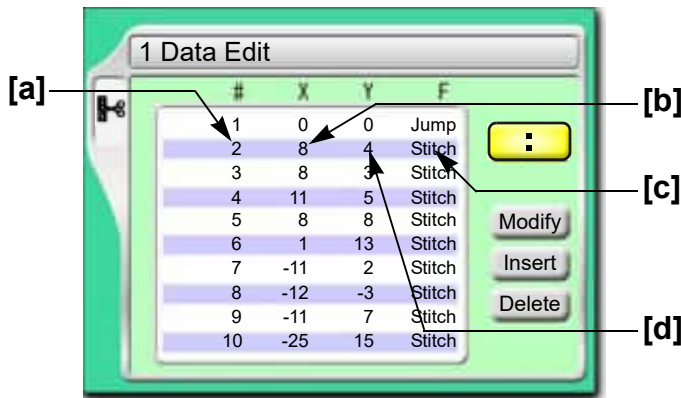 1 Data Edit
[a]
# X Y F
[b]
1 0 0 Jump
:
2 8 4 Stitch
3 8 3 Stitch
[c]
4 11 5 Stitch
5 8 8 Stitch
Modify
6 1 13 Stitch
7 -11 2 Stitch
Insert
8 -12 -3 Stitch
Delete
9 -11 7 Stitch
[d]
10 -25 15 Stitch